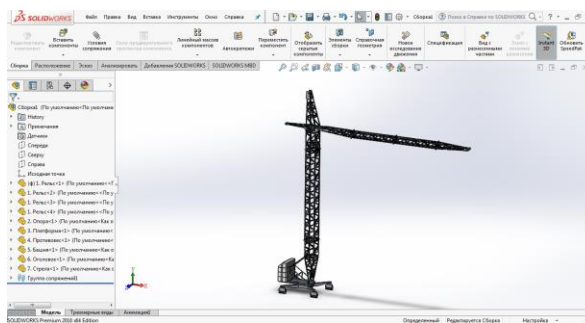 SOLIDWORKS Файл Правка Вид Вставка Инструменты Окно Справка Сборка1 Поиск в Справке по SOLIDWORKS
Вставить компоненты
Условия сопряжения
Линейный массив компонентов
Автокрепежи
Переместить компонент
Отобразить скрытые компоненты
Элементы сборки
Справочная геометрия
Новое исследование движения
Спецификация
Вид с разнесенными частями
Instant 3D
Обновить Speedpak
Сборка Расположение Эскиз Анализировать Добавления SOLIDWORKS SOLIDWORKS MBD
Сборка1 (По умолчанию<По умолчани
History
Примечания
Датчики
Спереди
Сверху
Справа
Исходная точка
(ф) 1. Рельс<1> (По умолчанию<<П
1. Рельс<2> (По умолчанию<<По у
1. Рельс<3> (По умолчанию<<По у
1. Рельс<4> (По умолчанию<<По у
2. Опора<1> (По умолчанию<Как м
3. Платформа<1> (По умолчанию<
4. Противовес<1> (По умолчанию<
5. Башня<1> (По умолчанию<Как с
6. Оголовок<1> (По умолчанию<Ка
7. Стрела<1> (По умолчанию<Как с
Группа сопряжений1
Модель Трехмерные виды Анимация1
SOLIDWORKS Premium 2016 x64 Edition Определенный Редактируется Сборка Настройка